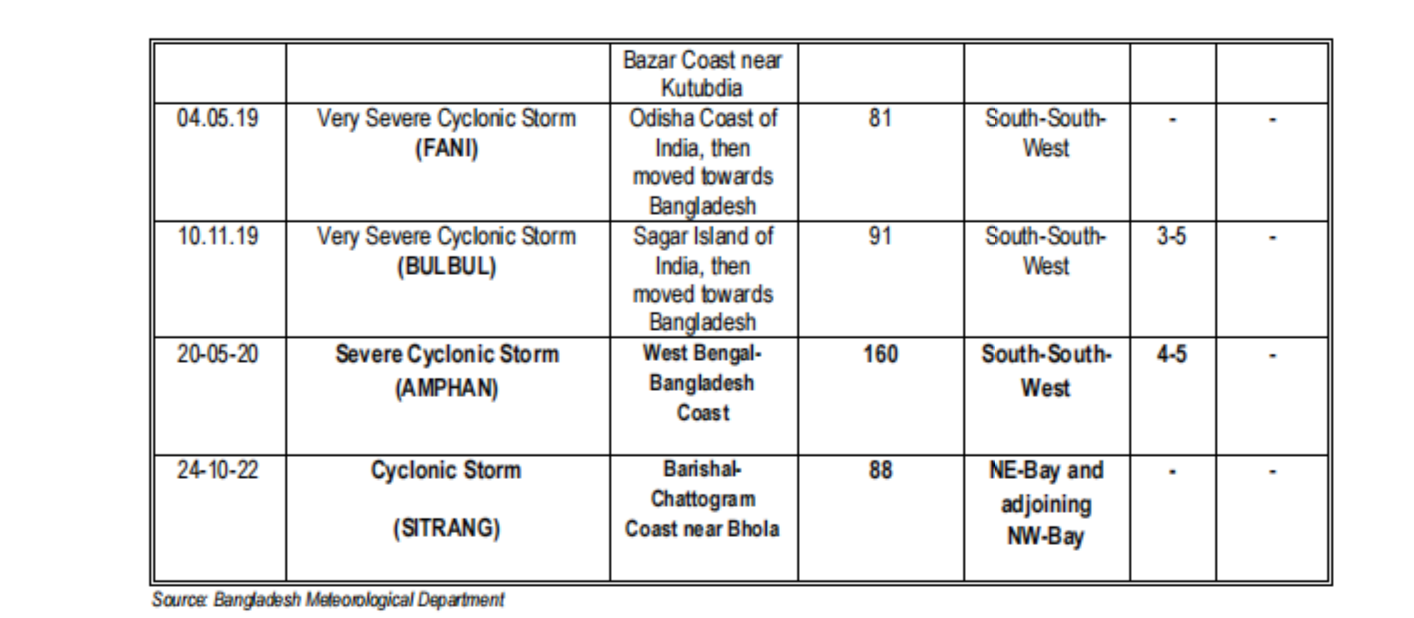 Bazar Coast near
Kutubdia
04.05.19 Very Severe Cyclonic Storm Odisha Coast of 81 South-South- - -
(FANI) India, then West
moved towards
Bangladesh
10.11.19 Very Severe Cyclonic Storm Sagar Island of 91 South-South- 3-5 -
(BULBUL) India, then West
moved towards
Bangladesh
20-05-20 Severe Cyclonic Storm West Bengal- 160 South-South- 4-5 -
(AMPHAN) Bangladesh West
Coast
24-10-22 Cyclonic Storm Barishal- 88 NE-Bay and - -
Chattogram adjoining
(SITRANG) Coast near Bhola NW-Bay
Source: Bangladesh Meteorological Department